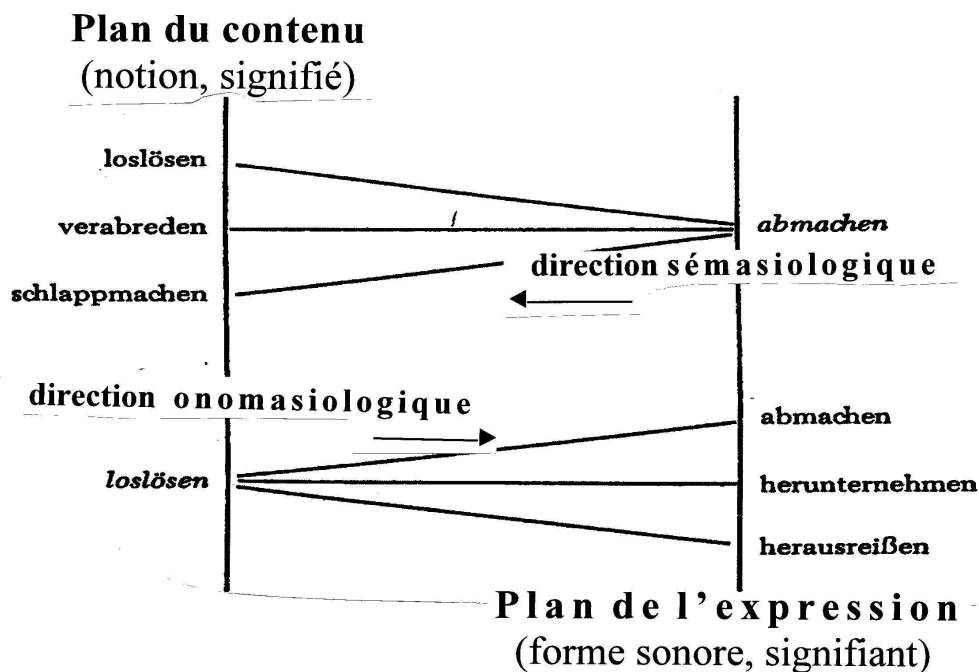 Plan du contenu
(notion, signifié)
loslösen
verabreden
abmachen
direction sémasiologique
schlappmachen
direction onomasiologique
abmachen
loslösen
herunternehmen
herausreißen
Plan de l'expression
(forme sonore, signifiant)